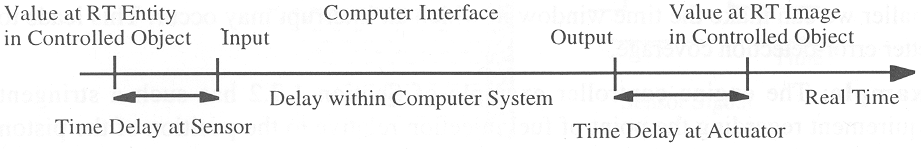 Value at RT Entity
in Controlled Object
Input
Computer Interface
Output
Value at RT Image
in Controlled Object
Delay within Computer System
Real Time
Time Delay at Sensor
Time Delay at Actuator